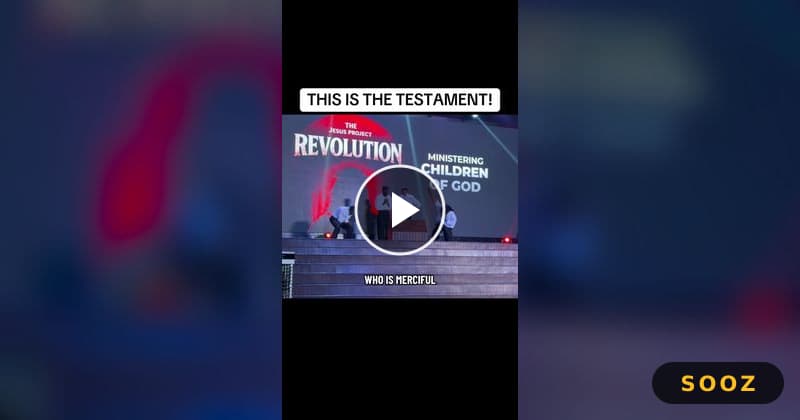 THIS IS THE TESTAMENT!
THE
JESUS PROJECT
REVOLUTION
MINISTERING
CHILDREN
OF GOD
WHO IS MERCIFUL
SOOZ